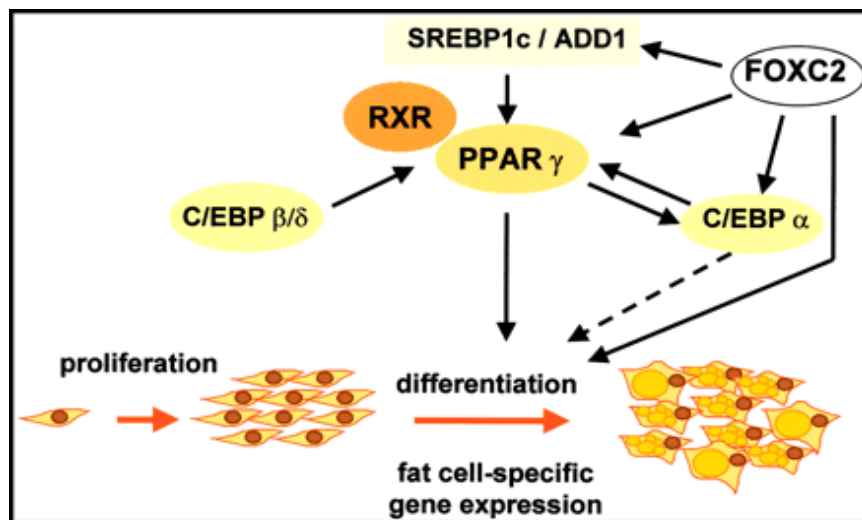 SREBP1c / ADD1
FOXC2
RXR
PPAR γ
C/EBP β/δ
C/EBP α
proliferation
differentiation
fat cell-specific
gene expression